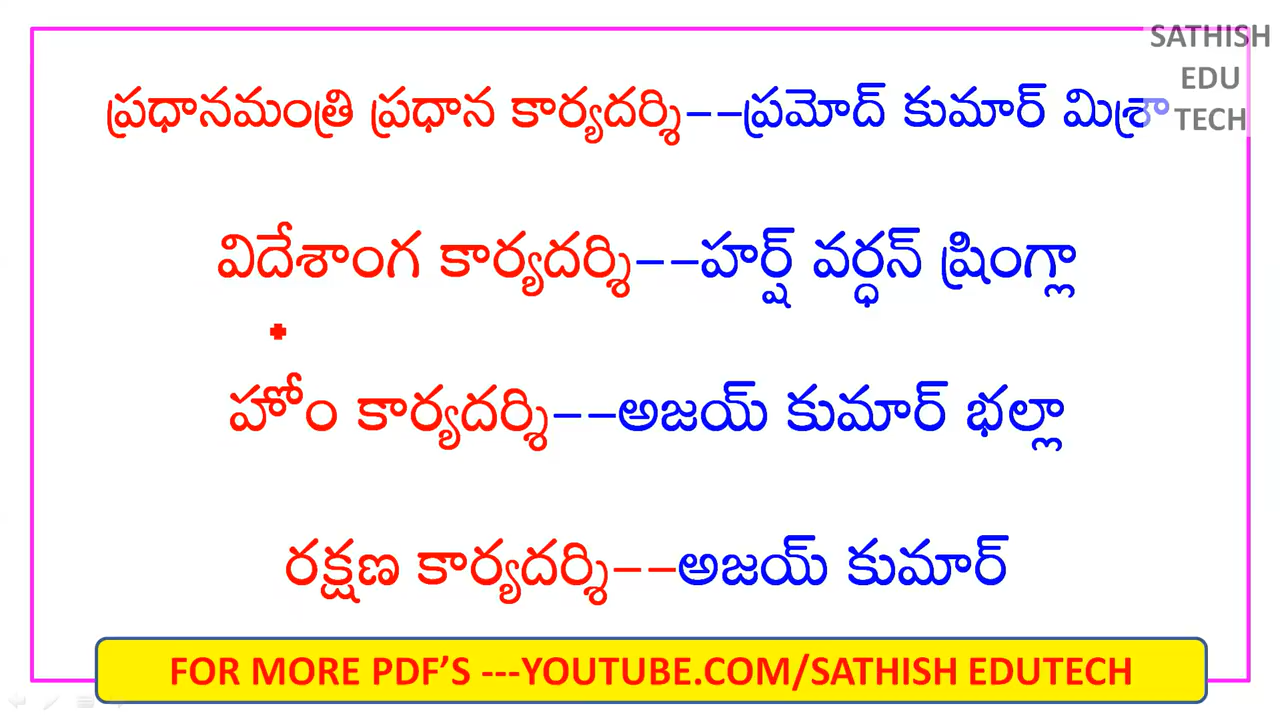 SATHISH
EDU
TECH
ప్రధానమంత్రి ప్రధాన కార్యదర్శి--ప్రమోద్ కుమార్ మిశ్రా
విదేశాంగ కార్యదర్శి--హర్ష్ వర్ధన్ ష్రింగ్లా
హోం కార్యదర్శి--అజయ్ కుమార్ భల్లా
రక్షణ కార్యదర్శి--అజయ్ కుమార్
FOR MORE PDF'S ---YOUTUBE.COM/SATHISH EDUTECH